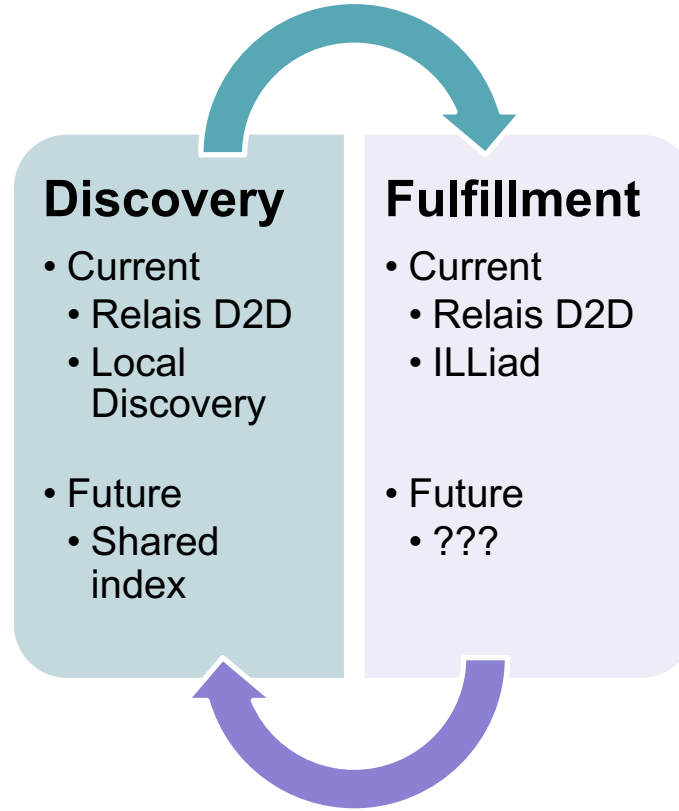 Discovery
• Current
• Relais D2D
• Local
Discovery
• Future
• Shared
index
Fulfillment
• Current
• Relais D2D
• ILLiad
• Future
• ???